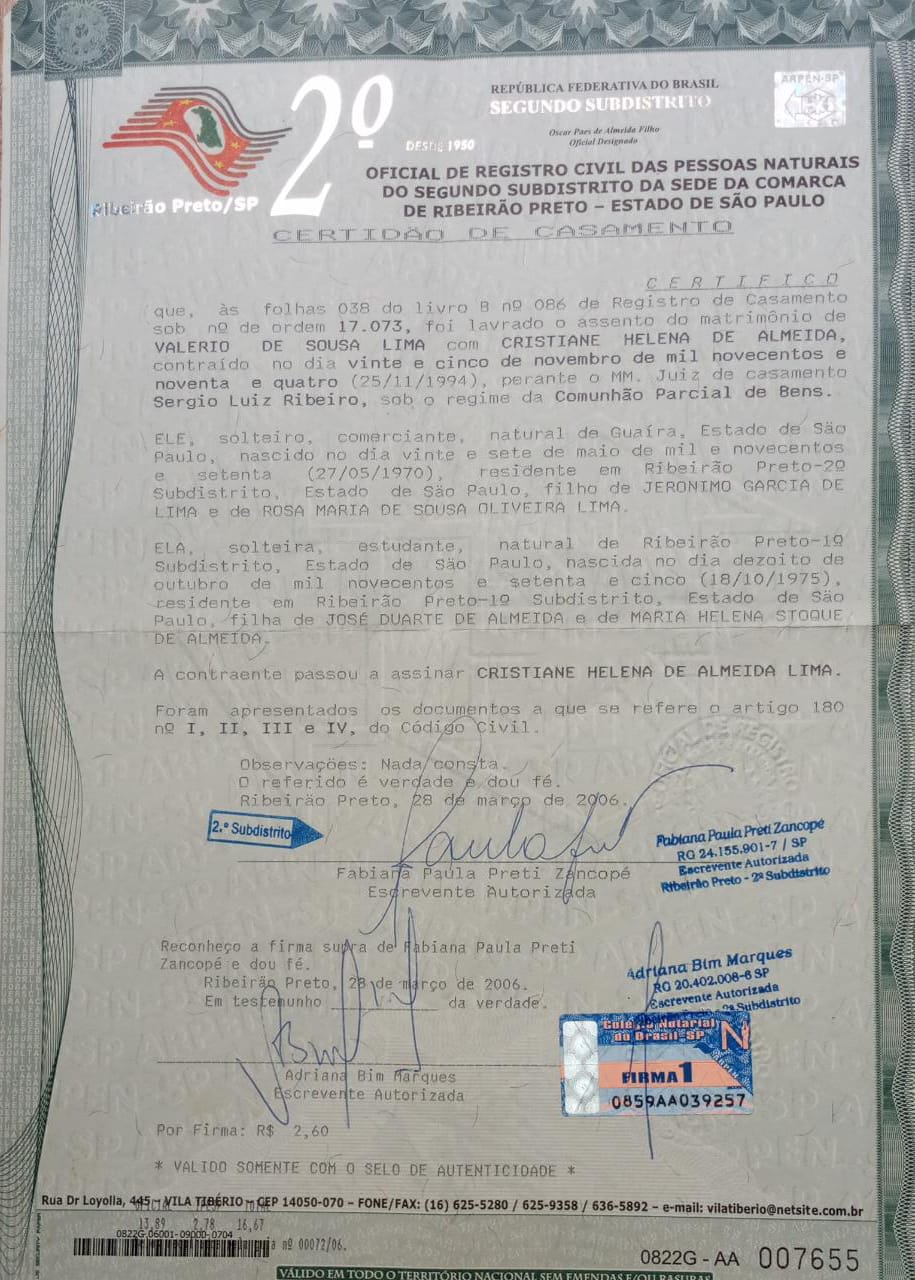 REPÚBLICA FEDERATIVA DO BRASIL
SEGUNDO SUBDISTRITO
Oscar Paes de Almeida Filho
Oficial Designado
ARPEN-SP
2º
DESDE 1950
Ribeirão Preto/SP
OFICIAL DE REGISTRO CIVIL DAS PESSOAS NATURAIS
DO SEGUNDO SUBDISTRITO DA SEDE DA COMARCA
DE RIBEIRÃO PRETO – ESTADO DE SÃO PAULO
CERTIDÃO DE CASAMENTO
CERTIFICO
que, às folhas 038 do livro B nº 086 de Registro de Casamento
sob nº de ordem 17.073, foi lavrado o assento do matrimônio de
VALERIO DE SOUSA LIMA com CRISTIANE HELENA DE ALMEIDA,
contraído no dia vinte e cinco de novembro de mil novecentos e
noventa e quatro (25/11/1994), perante o MM. Juiz de casamento
Sergio Luiz Ribeiro, sob o regime da Comunhão Parcial de Bens.
ELE, solteiro, comerciante, natural de Guaíra, Estado de São
Paulo, nascido no dia vinte e sete de maio de mil e novecentos
e setenta (27/05/1970), residente em Ribeirão Preto-2º
Subdistrito, Estado de São Paulo, filho de JERONIMO GARCIA DE
LIMA e de ROSA MARIA DE SOUSA OLIVEIRA LIMA.
ELA, solteira, estudante, natural de Ribeirão Preto-1º
Subdistrito, Estado de São Paulo, nascida no dia dezoito de
outubro de mil novecentos e setenta e cinco (18/10/1975),
residente em Ribeirão Preto-1º Subdistrito, Estado de São
Paulo, filha de JOSÉ DUARTE DE ALMEIDA e de MARIA HELENA STOQUE
DE ALMEIDA.
A contraente passou a assinar CRISTIANE HELENA DE ALMEIDA LIMA.
Foram apresentados os documentos a que se refere o artigo 180
nº I, II, III e IV, do Código Civil.
Observações: Nada consta.
O referido é verdade e dou fé.
Ribeirão Preto, 28 de março de 2006.
2.º Subdistrito
Fabiana Paula Preti Zancopé
RG 24.155.901-7 / SP
Escrevente Autorizada
Ribeirão Preto - 2º Subdistrito
Fabiana Paula Preti Zancopé
Escrevente Autorizada
Reconheço a firma supra de Fabiana Paula Preti
Zancopé e dou fé.
Ribeirão Preto, 28 de março de 2006.
Em testemunho da verdade.
Adriana Bim Marques
RG 20.402.008-6 SP
Escrevente Autorizada
2º Subdistrito
Colégio Notarial
do Brasil SP
FIRMA 1
0859AA039257
Adriana Bim Marques
Escrevente Autorizada
Por Firma: R$ 2,60
* VALIDO SOMENTE COM O SELO DE AUTENTICIDADE *
Rua Dr Loyolla, 445 – VILA TIBÉRIO – CEP 14050-070 – FONE/FAX: (16) 625-5280 / 625-9358 / 636-5892 – e-mail: vilatiberio@netsite.com.br
13,89 2,78 16,67
0822G-06001-09000-0704
nº 00072/06.
0822G - AA 007655
VÁLIDO EM TODO O TERRITÓRIO NACIONAL SEM EMENDAS E/OU RASURAS